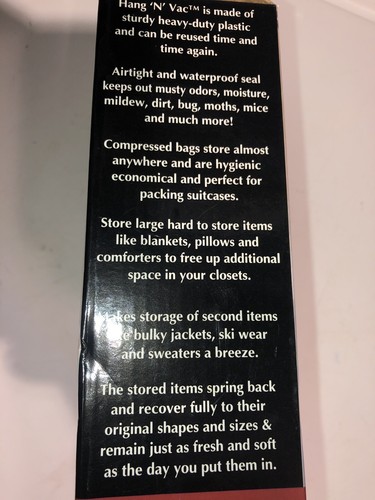 Hang 'N' Vac™ is made of
sturdy heavy-duty plastic
and can be reused time and
time again.
Airtight and waterproof seal
keeps out musty odors, moisture,
mildew, dirt, bug, moths, mice
and much more!
Compressed bags store almost
anywhere and are hygienic
economical and perfect for
packing suitcases.
Store large hard to store items
like blankets, pillows and
comforters to free up additional
space in your closets.
Makes storage of second items
like bulky jackets, ski wear
and sweaters a breeze.
The stored items spring back
and recover fully to their
original shapes and sizes &
remain just as fresh and soft
as the day you put them in.